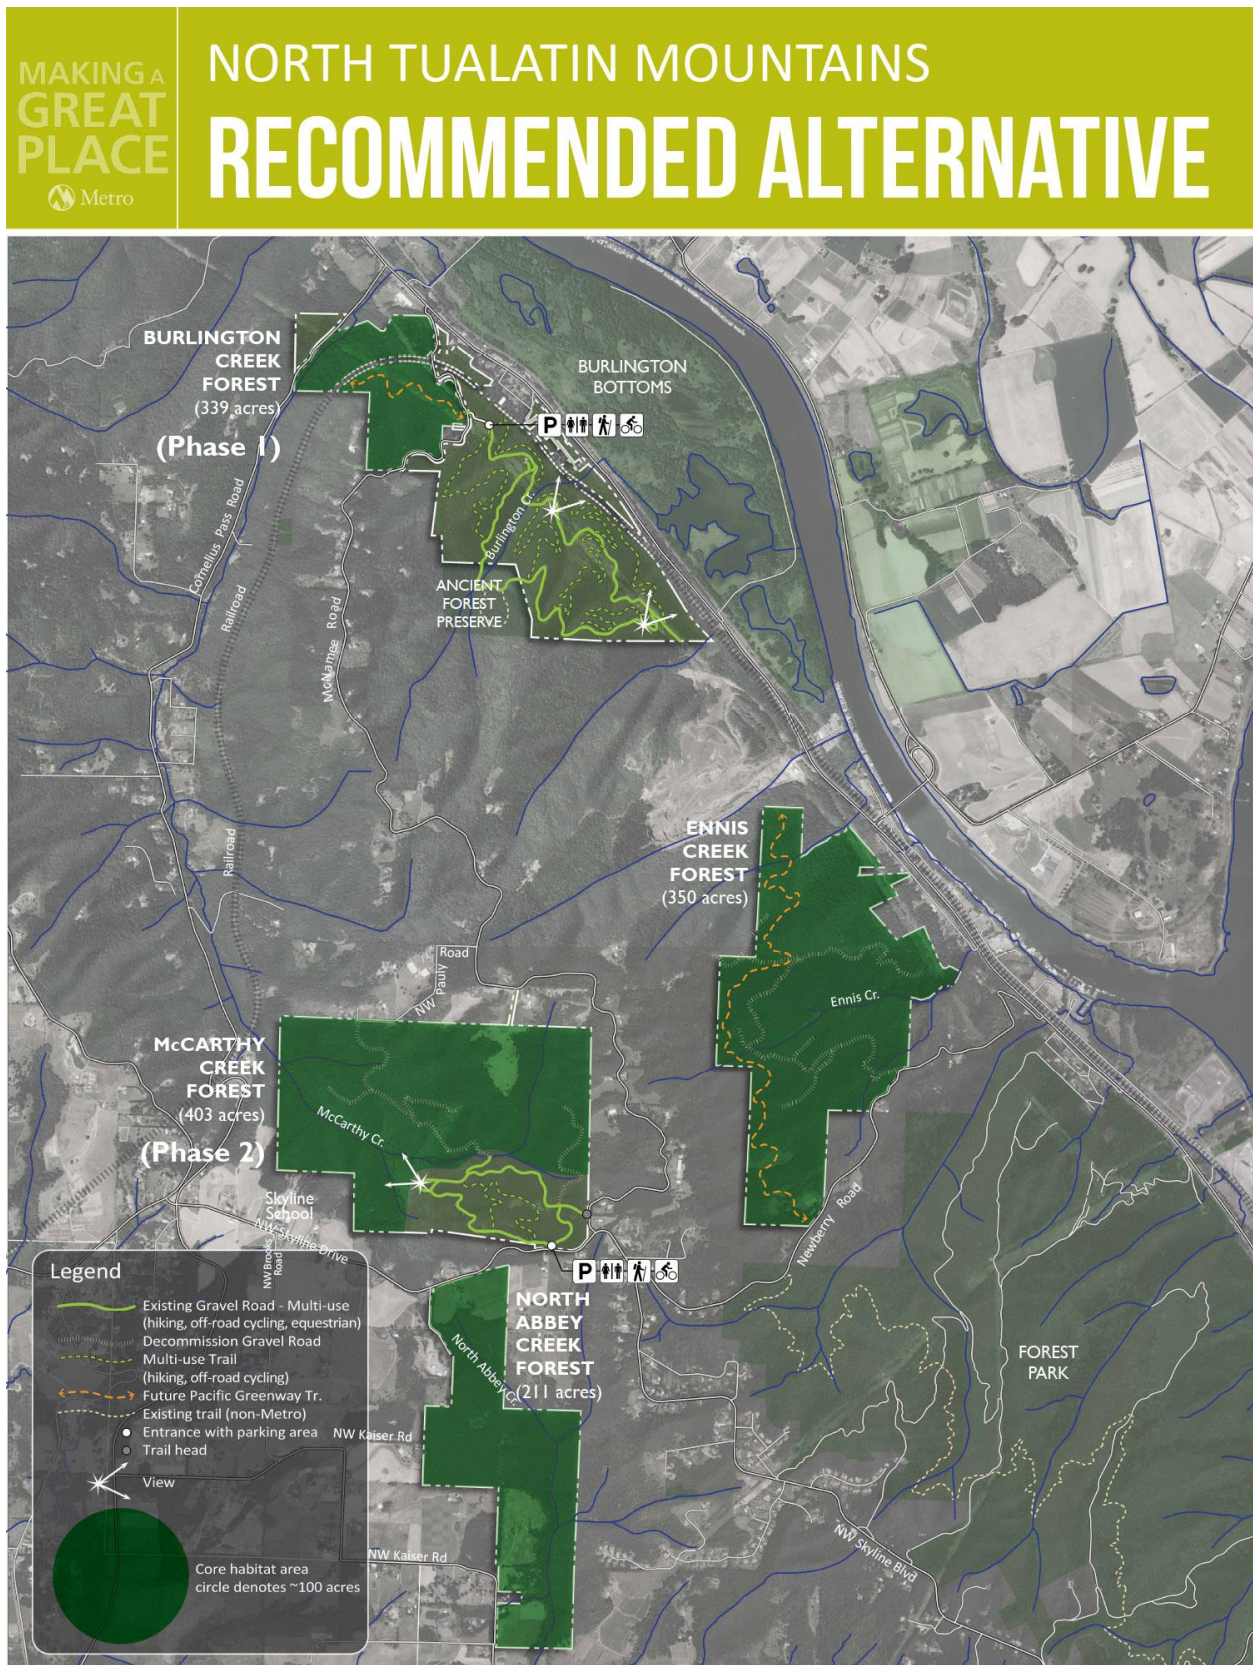 MAKING A
GREAT
PLACE
Metro
NORTH TUALATIN MOUNTAINS
RECOMMENDED ALTERNATIVE
BURLINGTON
CREEK
FOREST
(339 acres)
(Phase 1)
BURLINGTON
BOTTOMS
P
Cornelius Pass Road
Railroad
McNamee Road
Burlington Cr.
ANCIENT
FOREST
PRESERVE
Railroad
ENNIS
CREEK
FOREST
(350 acres)
Ennis Cr.
NW Pauly
Road
McCARTHY
CREEK
FOREST
(403 acres)
(Phase 2)
McCarthy Cr.
Skyline
School
NW Skyline Drive
NW Brooks
Road
Newberry Road
P
NORTH
ABBEY
CREEK
FOREST
(211 acres)
North Abbey Cr.
NW Kaiser Rd
NW Kaiser Rd
FOREST
PARK
NW Skyline Blvd
Legend
Existing Gravel Road - Multi-use
(hiking, off-road cycling, equestrian)
Decommission Gravel Road
Multi-use Trail
(hiking, off-road cycling)
Future Pacific Greenway Tr.
Existing trail (non-Metro)
Entrance with parking area
Trail head
View
Core habitat area
circle denotes ~100 acres